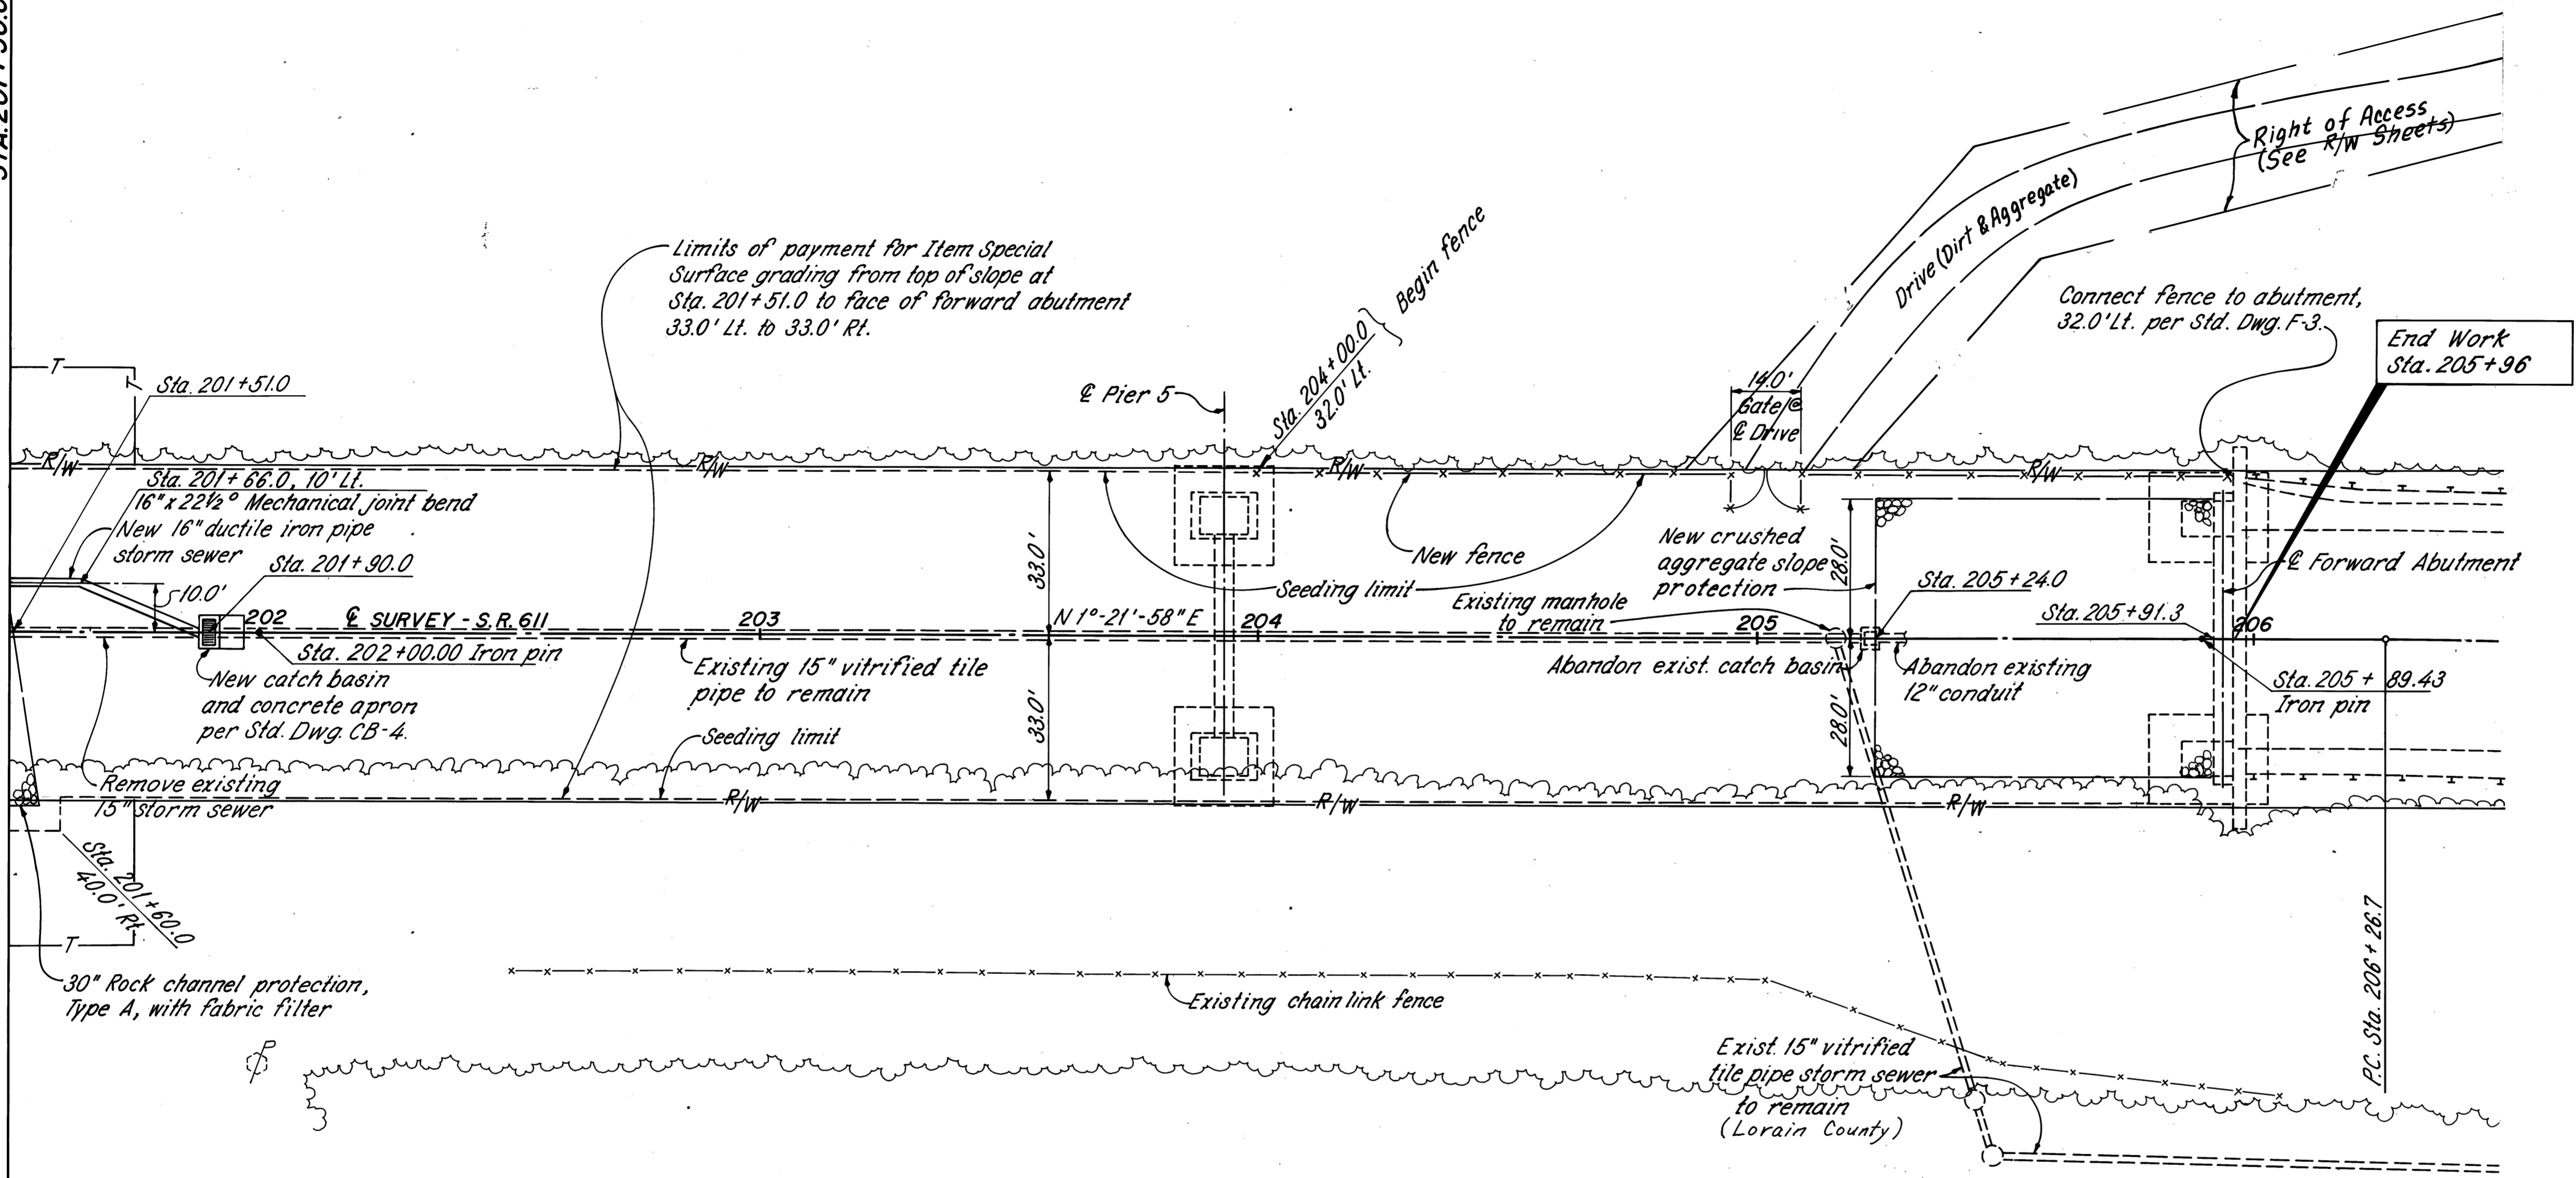 Right of Access
(See R/W Sheets)
Drive (Dirt & Aggregate)
Limits of payment for Item Special
Surface grading from top of slope at
Sta. 201+51.0 to face of forward abutment
33.0' Lt. to 33.0' Rt.
Sta. 204+00.0
32.0' Lt.
Begin fence
Connect fence to abutment,
32.0' Lt. per Std. Dwg. F-3.
End Work
Sta. 205+96
T
T
Sta. 201+51.0
℄ Pier 5
14.0'
Gate @
℄ Drive
R/W
R/W
R/W
R/W
Sta. 201+66.0, 10' Lt.
16" x 22½° Mechanical joint bend
New 16" ductile iron pipe
storm sewer
Sta. 201+90.0
10.0'
33.0'
New fence
Seeding limit
New crushed
aggregate slope
protection
28.0'
Sta. 205+24.0
℄ Forward Abutment
Existing manhole
to remain
Sta. 205+91.3
202
℄ SURVEY - S.R. 611
203
N 1°-21'-58" E
204
205
206
Sta. 202+00.00 Iron pin
New catch basin
and concrete apron
per Std. Dwg. CB-4.
Existing 15" vitrified tile
pipe to remain
Abandon exist. catch basin
Abandon existing
12" conduit
Sta. 205+89.43
Iron pin
33.0'
28.0'
Seeding limit
Remove existing
15" storm sewer
R/W
R/W
R/W
Sta. 201+60.0
40.0' Rt.
T
30" Rock channel protection,
Type A, with fabric filter
Existing chain link fence
P.C. Sta. 206+26.7
Exist. 15" vitrified
tile pipe storm sewer
to remain
(Lorain County)